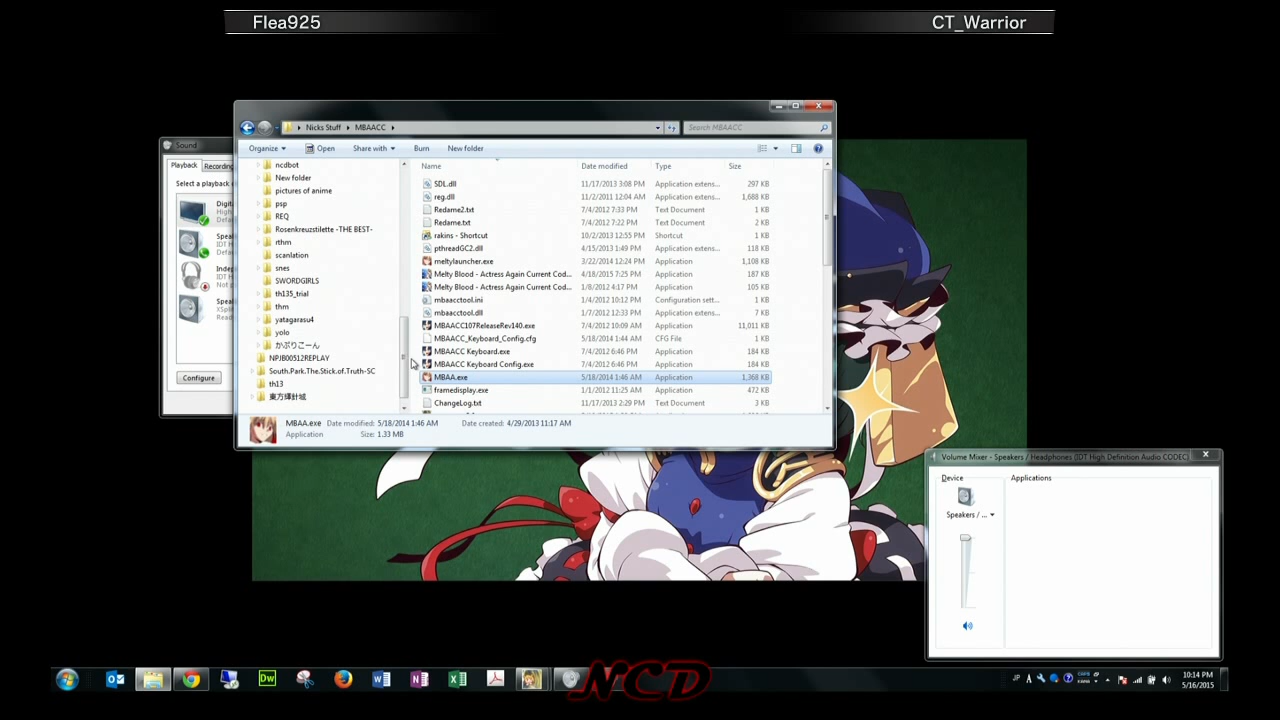 Flea925
CT_Warrior
Sound
Playback
Recording
Select a playback
Configure
Nicks Stuff
MBAACC
Search MBAACC
Organize
Open
Share with
Burn
New folder
ncdbot
New folder
pictures of anime
psp
REQ
Rosenkreuzstilette -THE BEST-
rthm
scanlation
snes
SWORDGIRLS
th135_trial
thm
yatagarasu4
yolo
かぷりこーん
NPJB00512REPLAY
South.Park.The.Stick.of.Truth-SC
th13
東方輝針城
Name Date modified Type Size
SDL.dll 11/17/2013 3:08 PM Application extens... 297 KB
reg.dll 11/2/2011 12:04 AM Application extens... 1,688 KB
Redame2.txt 7/4/2012 7:33 PM Text Document 1 KB
Redame.txt 7/4/2012 7:22 PM Text Document 2 KB
rakins - Shortcut 10/2/2013 12:55 PM Shortcut 1 KB
pthreadGC2.dll 4/15/2013 1:49 PM Application extens... 118 KB
meltylauncher.exe 3/22/2014 12:24 PM Application 1,108 KB
Melty Blood - Actress Again Current Cod... 4/18/2015 7:25 PM Application 187 KB
Melty Blood - Actress Again Current Cod... 1/8/2012 4:17 PM Application 105 KB
mbaacctool.ini 1/4/2012 10:12 PM Configuration sett... 1 KB
mbaacctool.dll 1/7/2012 12:33 PM Application extens... 7 KB
MBAACC107ReleaseRev140.exe 7/4/2012 10:09 AM Application 11,011 KB
MBAACC_Keyboard_Config.cfg 5/18/2014 1:44 AM CFG File 1 KB
MBAACC Keyboard.exe 7/4/2012 6:46 PM Application 184 KB
MBAACC Keyboard Config.exe 7/4/2012 6:46 PM Application 184 KB
MBAA.exe 5/18/2014 1:46 AM Application 1,368 KB
framedisplay.exe 1/1/2012 11:25 AM Application 472 KB
ChangeLog.txt 11/17/2013 2:29 PM Text Document 3 KB
MBAA.exe Date modified: 5/18/2014 1:46 AM Date created: 4/29/2013 11:17 AM
Application Size: 1.33 MB
Volume Mixer - Speakers / Headphones (IDT High Definition Audio CODEC)
Device
Applications
Speakers / ...
Dw
NCD
JP
10:14 PM
5/16/2015